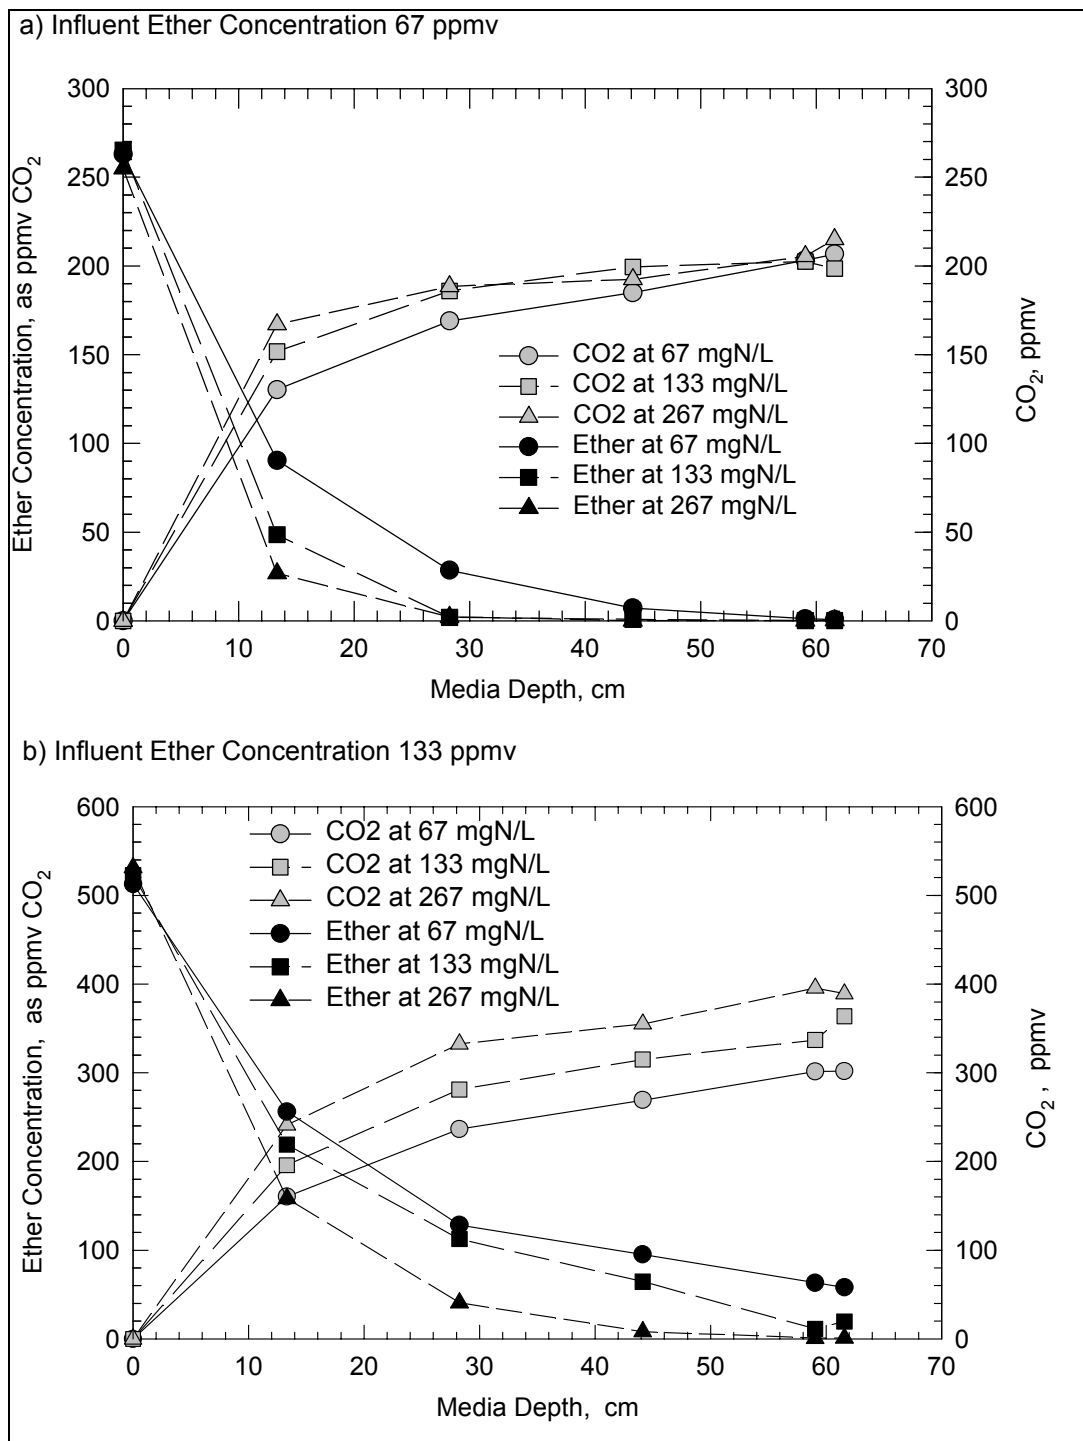 a) Influent Ether Concentration 67 ppmv
300
250
200
150
100
50
0
Ether Concentration, as ppmv CO2
300
250
200
150
100
50
0
CO2, ppmv
CO2 at 67 mgN/L
CO2 at 133 mgN/L
CO2 at 267 mgN/L
Ether at 67 mgN/L
Ether at 133 mgN/L
Ether at 267 mgN/L
0 10 20 30 40 50 60 70
Media Depth, cm
b) Influent Ether Concentration 133 ppmv
600
500
400
300
200
100
0
Ether Concentration, as ppmv CO2
600
500
400
300
200
100
0
CO2 , ppmv
CO2 at 67 mgN/L
CO2 at 133 mgN/L
CO2 at 267 mgN/L
Ether at 67 mgN/L
Ether at 133 mgN/L
Ether at 267 mgN/L
0 10 20 30 40 50 60 70
Media Depth, cm